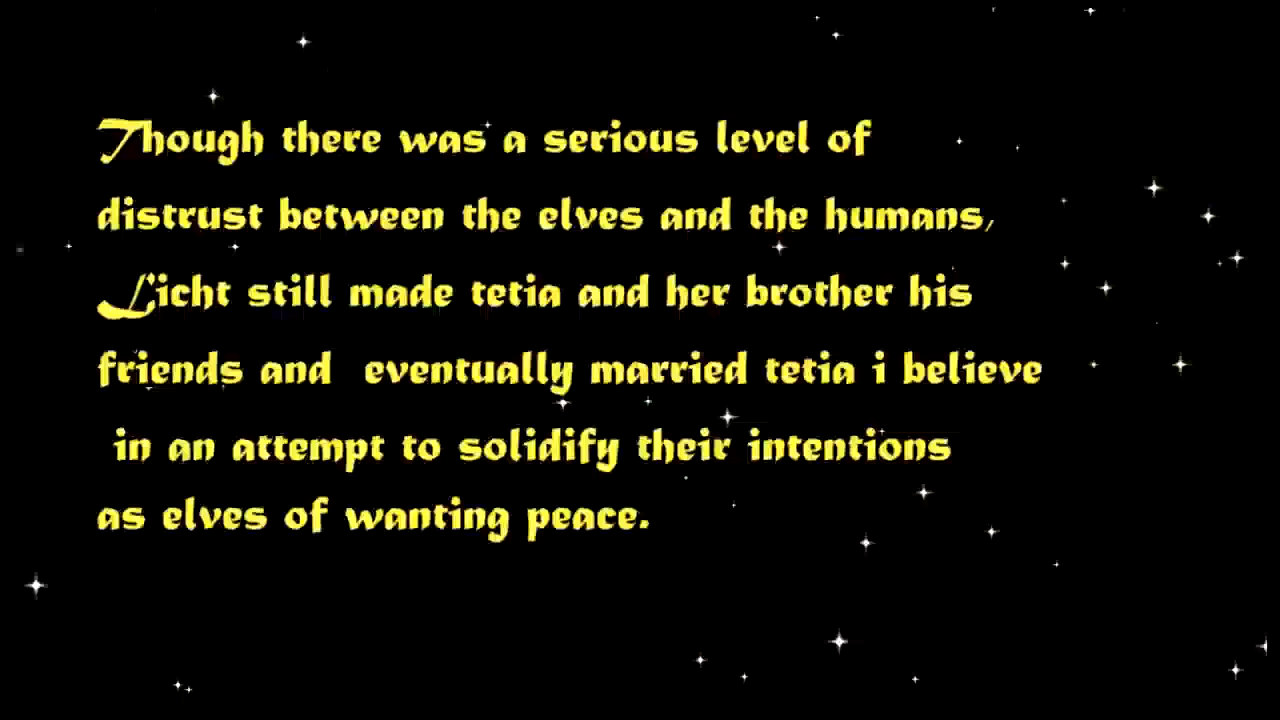 Though there was a serious level of
distrust between the elves and the humans,
Licht still made tetia and her brother his
friends and eventually married tetia i believe
in an attempt to solidify their intentions
as elves of wanting peace.